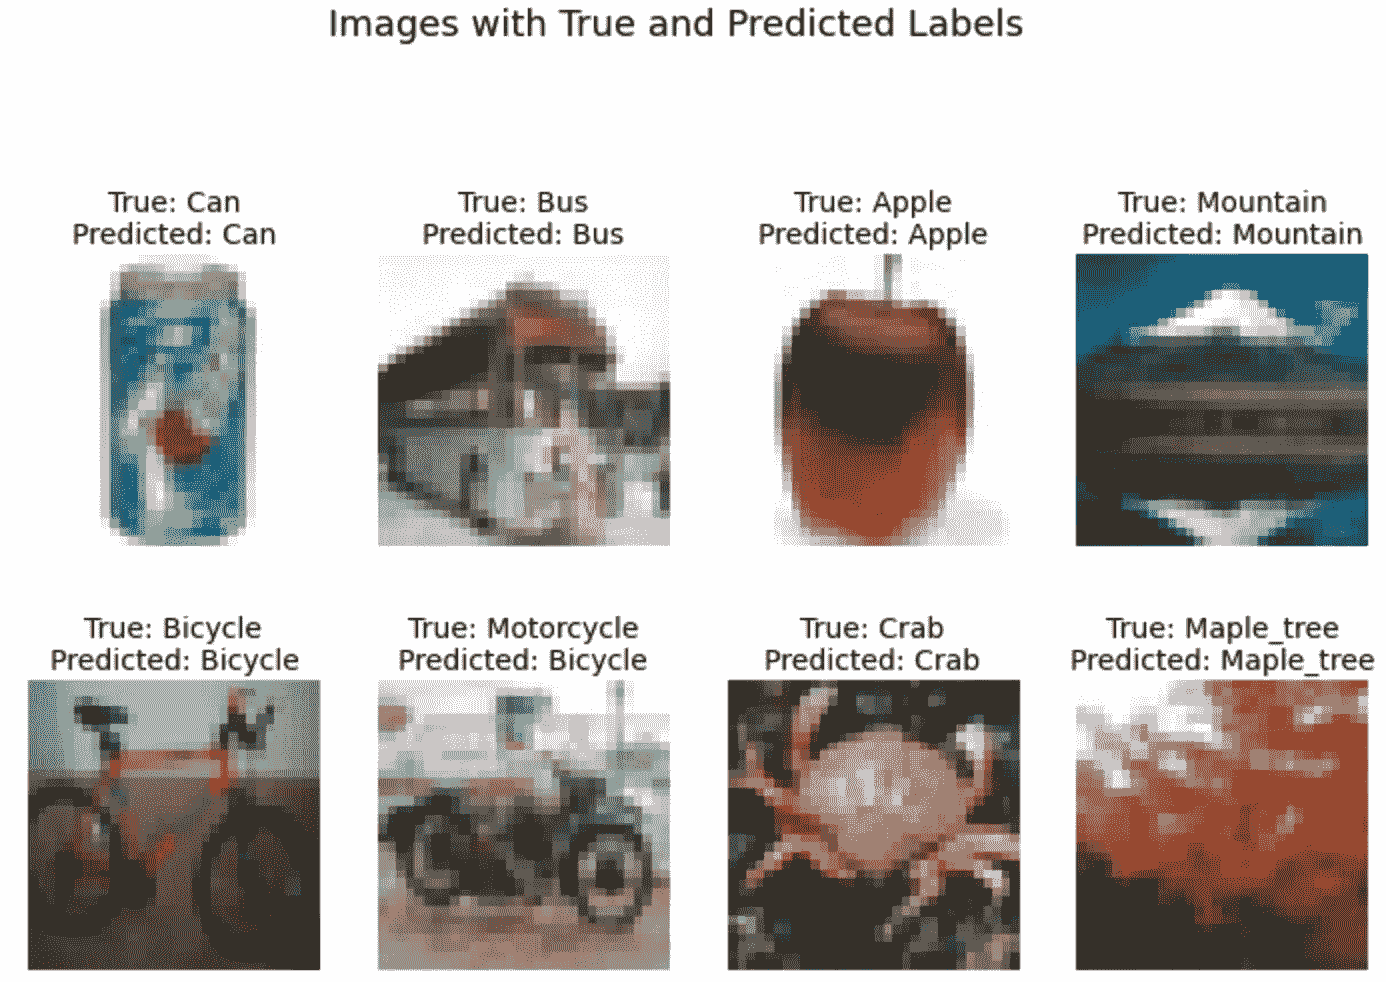 Images with True and Predicted Labels
True: Can
Predicted: Can
True: Bus
Predicted: Bus
True: Apple
Predicted: Apple
True: Mountain
Predicted: Mountain
True: Bicycle
Predicted: Bicycle
True: Motorcycle
Predicted: Bicycle
True: Crab
Predicted: Crab
True: Maple_tree
Predicted: Maple_tree